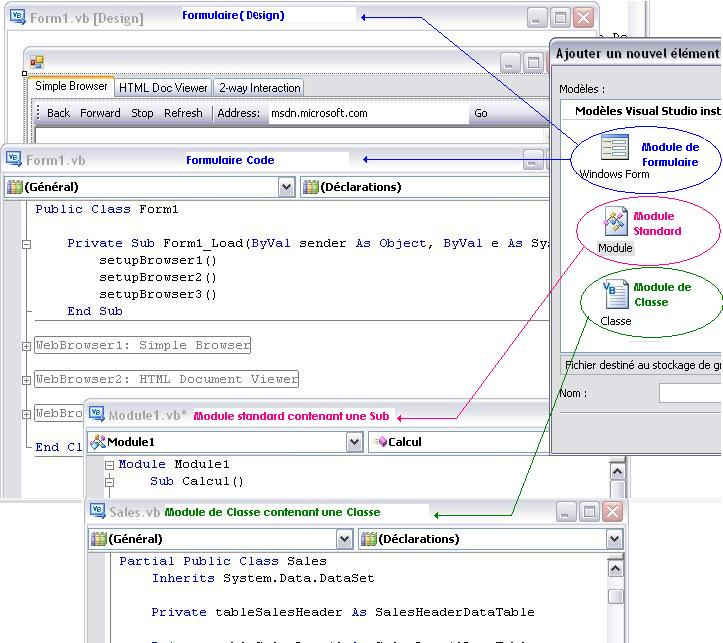 Form1.vb [Design] Formulaire( Design)
Simple Browser HTML Doc Viewer 2-way Interaction
Back Forward Stop Refresh Address: msdn.microsoft.com Go
Form1.vb Formulaire Code
(Général) (Déclarations)
Public Class Form1
Private Sub Form1_Load(ByVal sender As Object, ByVal e As Sy
setupBrowser1()
setupBrowser2()
setupBrowser3()
End Sub
WebBrowser1: Simple Browser
WebBrowser2: HTML Document Viewer
WebBro
End Cl
Ajouter un nouvel élément
Modèles :
Modèles Visual Studio inst
Module de
Formulaire
Windows Form
Module
Standard
Module
Module de
Classe
Classe
Fichier destiné au stockage de gr
Nom :
Module1.vb* Module standard contenant une Sub
Module1 Calcul
Module Module1
Sub Calcul()
Sales.vb Module de Classe contenant une Classe
(Général) (Déclarations)
Partial Public Class Sales
Inherits System.Data.DataSet
Private tableSalesHeader As SalesHeaderDataTable